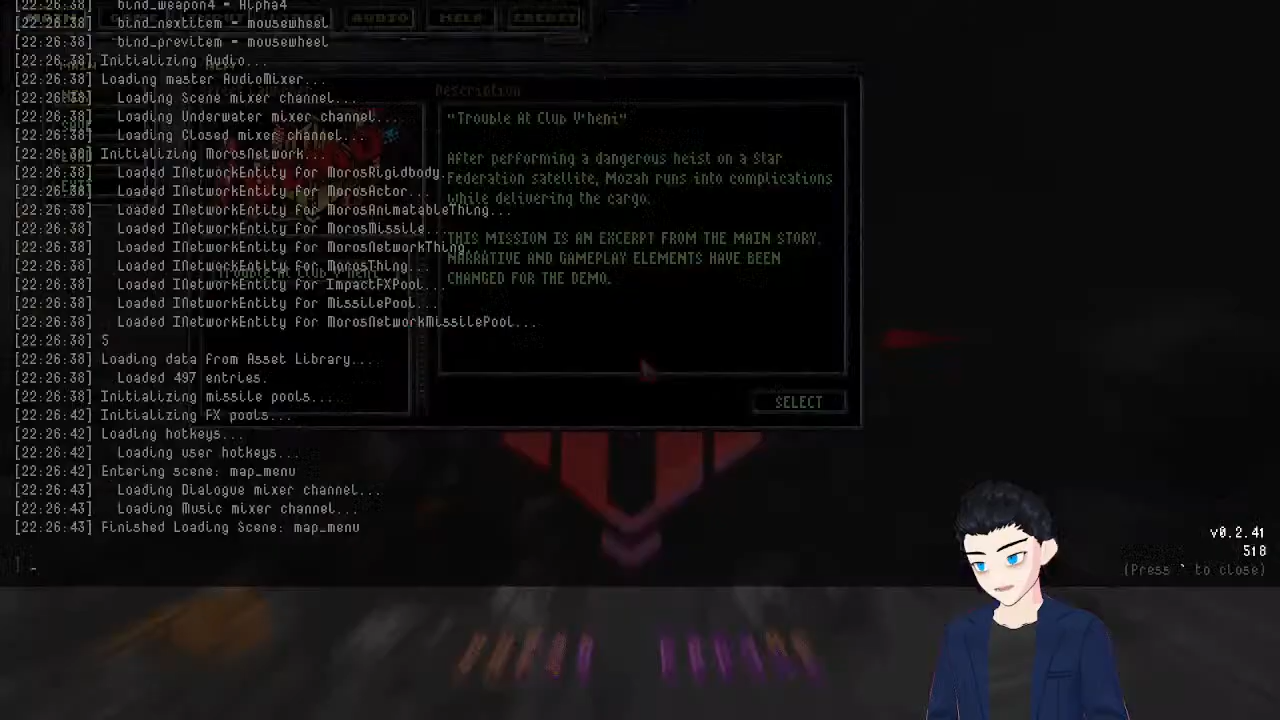 bind_weapon4 - Alpha4
[22:26:38] bind_nextitem - mousewheel
[22:26:38] bind_previtem - mousewheel
[22:26:38] Initializing Audio...
[22:26:38] Loading master AudioMixer...
[22:26:38] Loading Scene mixer channel...
[22:26:38] Loading Underwater mixer channel...
[22:26:38] Loading Closed mixer channel...
[22:26:38] Initializing MorosNetwork...
[22:26:38] Loaded INetworkEntity for MorosRigidbody...
[22:26:38] Loaded INetworkEntity for MorosActor...
[22:26:38] Loaded INetworkEntity for MorosAnimatableThing...
[22:26:38] Loaded INetworkEntity for MorosMissile...
[22:26:38] Loaded INetworkEntity for MorosNetworkThing...
[22:26:38] Loaded INetworkEntity for MorosThing...
[22:26:38] Loaded INetworkEntity for ImpactFXPool...
[22:26:38] Loaded INetworkEntity for MissilePool...
[22:26:38] Loaded INetworkEntity for MorosNetworkMissilePool...
[22:26:38] S
[22:26:38] Loading data from Asset Library....
[22:26:38] Loaded 497 entries.
[22:26:38] Initializing missile pools....
[22:26:42] Initializing FX pools...
[22:26:42] Loading hotkeys...
[22:26:42] Loading user hotkeys...
[22:26:42] Entering scene: map_menu
[22:26:43] Loading Dialogue mixer channel...
[22:26:43] Loading Music mixer channel...
[22:26:43] Finished Loading Scene: map_menu
] _
AUDIO HELP CREDIT
Description
"Trouble At Club Y'heni"
After performing a dangerous heist on a Star
Federation satellite, Mozah runs into complications
while delivering the cargo.
THIS MISSION IS AN EXCERPT FROM THE MAIN STORY.
NARRATIVE AND GAMEPLAY ELEMENTS HAVE BEEN
CHANGED FOR THE DEMO.
Trouble At Club Y'heni
SELECT
v0.2.41
518
(Press ` to close)